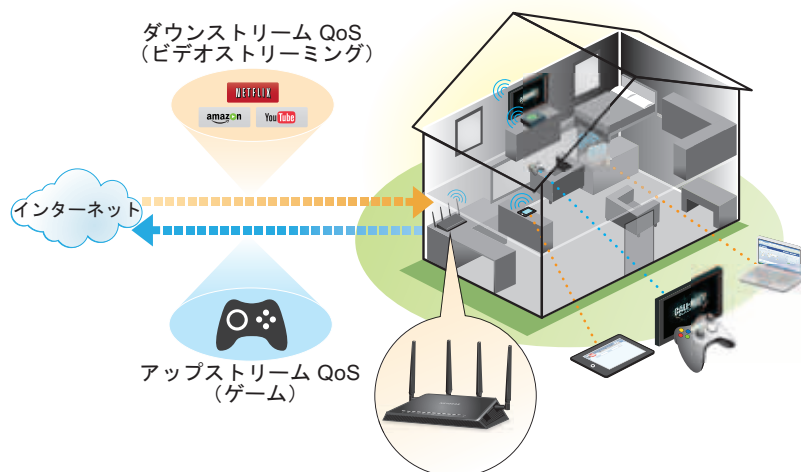 ダウンストリーム QoS
（ビデオストリーミング）
NETFLIX
amazon
YouTube
インターネット
アップストリーム QoS
（ゲーム）